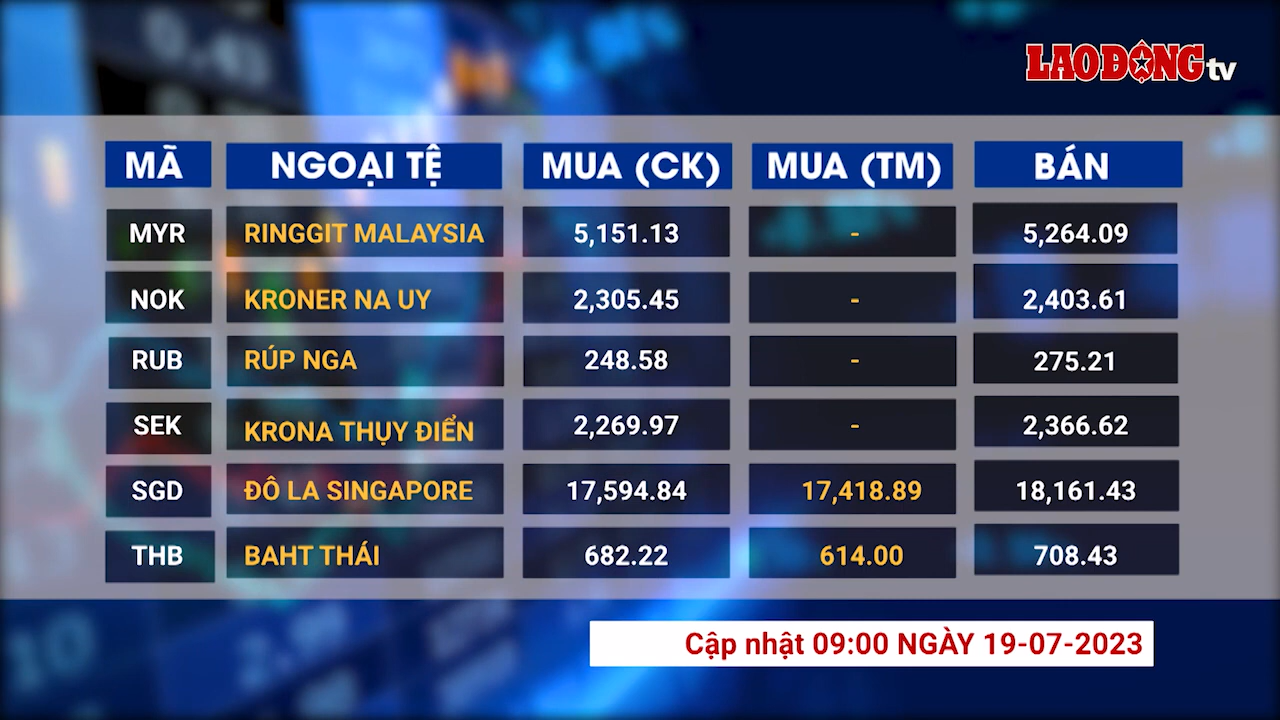 LAO ĐỘNG tv
MÃ NGOẠI TỆ MUA (CK) MUA (TM) BÁN
MYR RINGGIT MALAYSIA 5,151.13 - 5,264.09
NOK KRONER NA UY 2,305.45 - 2,403.61
RUB RÚP NGA 248.58 - 275.21
SEK KRONA THỤY ĐIỂN 2,269.97 - 2,366.62
SGD ĐÔ LA SINGAPORE 17,594.84 17,418.89 18,161.43
THB BAHT THÁI 682.22 614.00 708.43
Cập nhật 09:00 NGÀY 19-07-2023